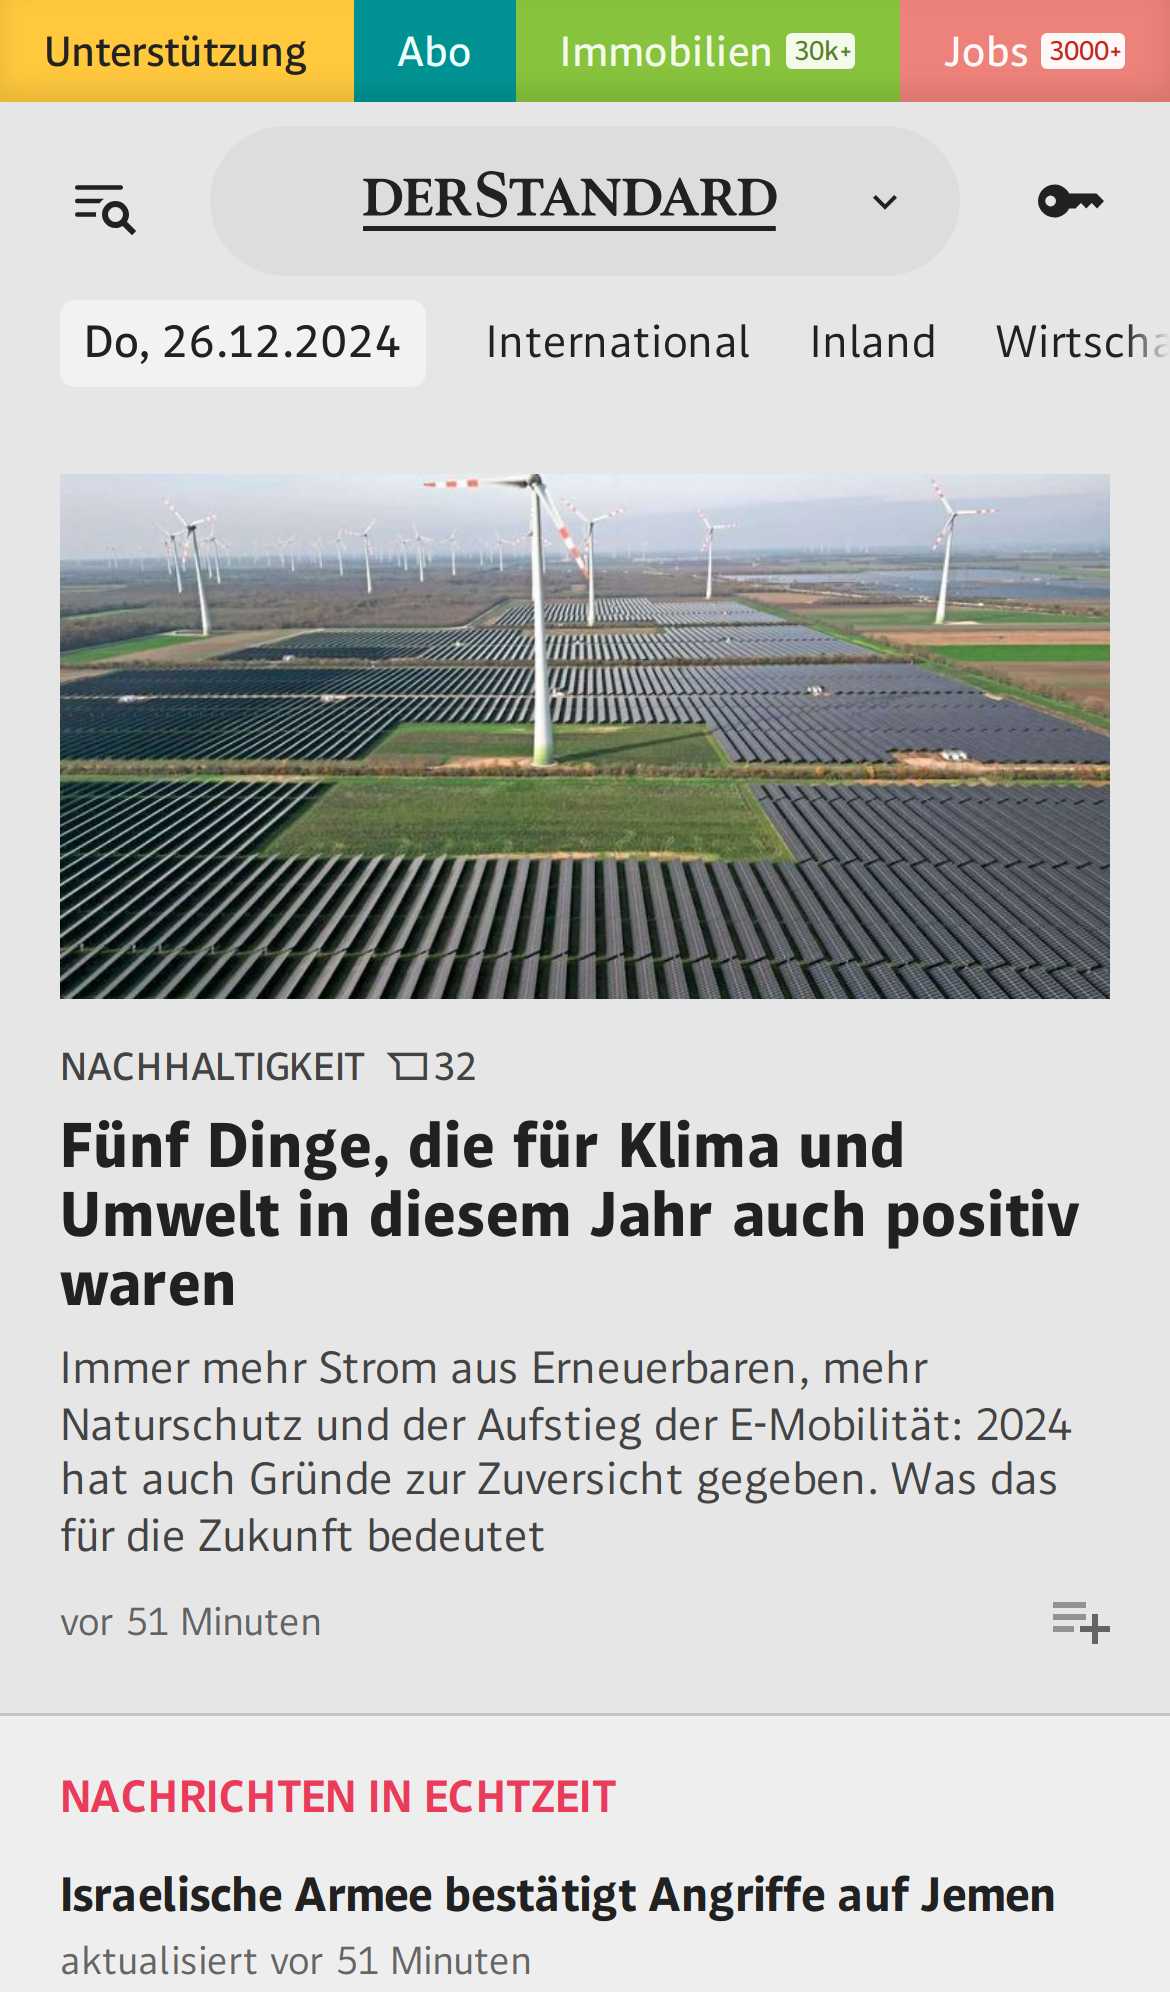 Unterstützung Abo Immobilien 30k+ Jobs 3000+
DERSTANDARD
Do, 26.12.2024 International Inland Wirtscha
NACHHALTIGKEIT 32
Fünf Dinge, die für Klima und
Umwelt in diesem Jahr auch positiv
waren
Immer mehr Strom aus Erneuerbaren, mehr
Naturschutz und der Aufstieg der E-Mobilität: 2024
hat auch Gründe zur Zuversicht gegeben. Was das
für die Zukunft bedeutet
vor 51 Minuten
NACHRICHTEN IN ECHTZEIT
Israelische Armee bestätigt Angriffe auf Jemen
aktualisiert vor 51 Minuten